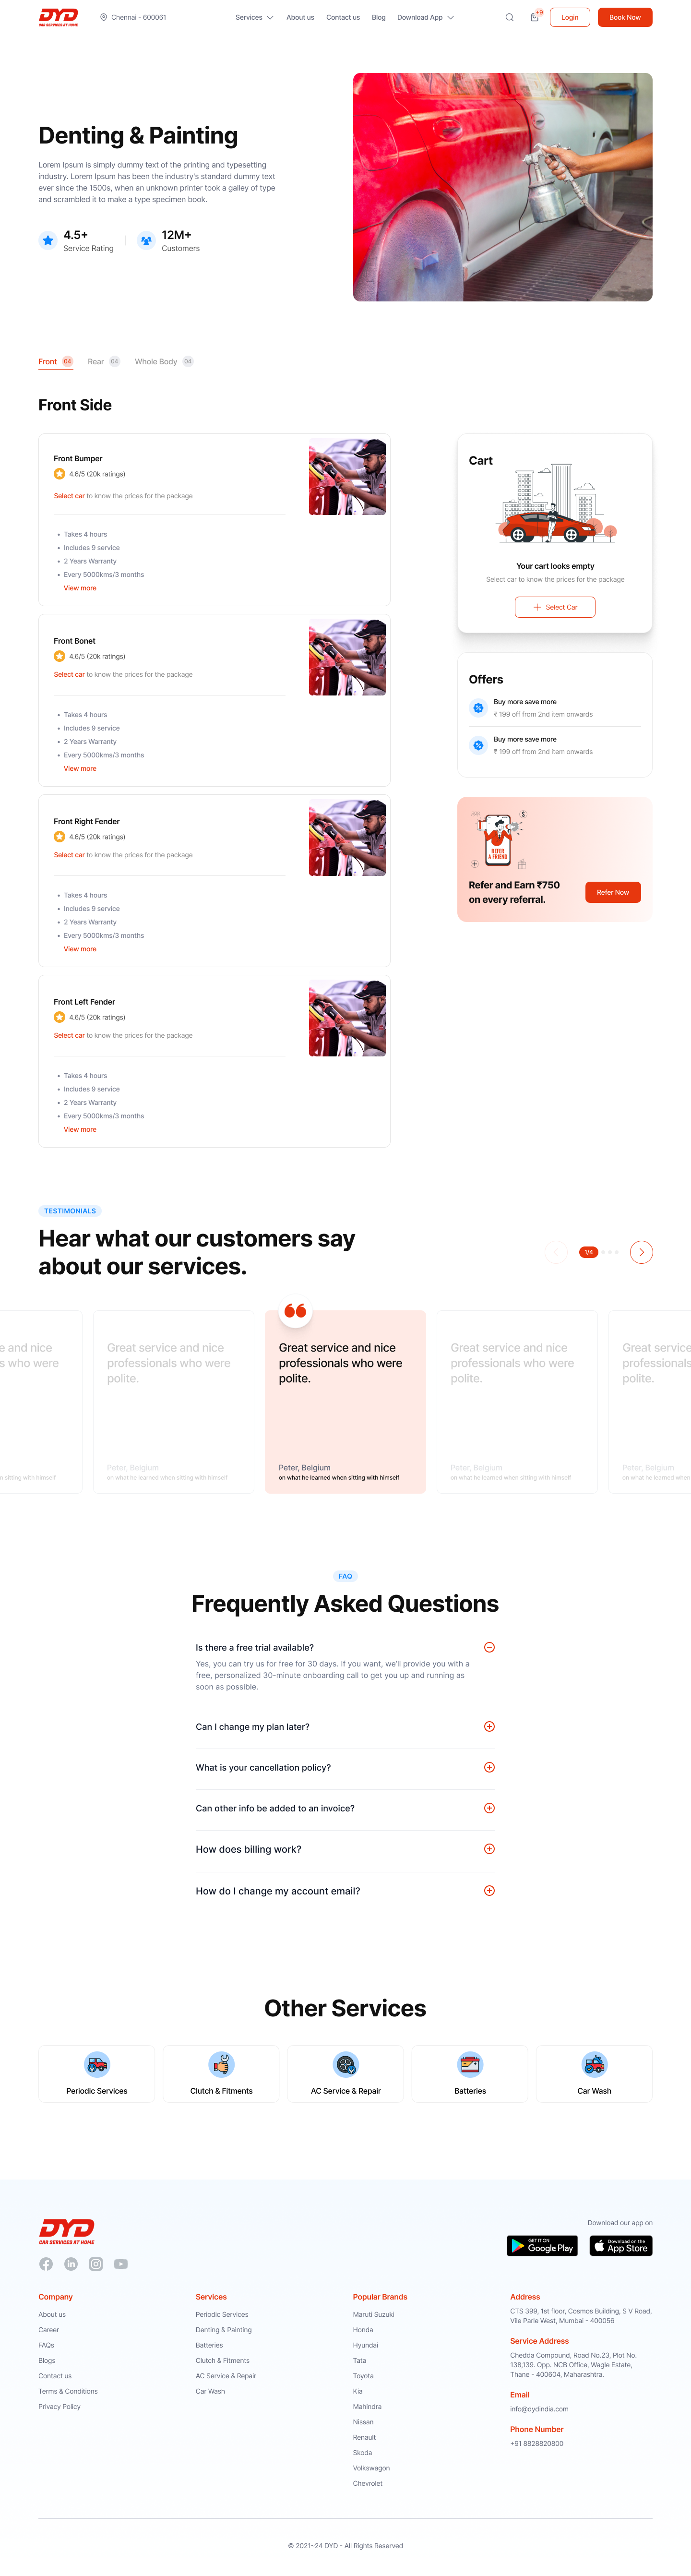 DYD
CAR SERVICES AT HOME
Chennai - 600061
Services
About us
Contact us
Blog
Download App
+9
Login
Book Now
Denting & Painting
Lorem Ipsum is simply dummy text of the printing and typesetting
industry. Lorem Ipsum has been the industry's standard dummy text
ever since the 1500s, when an unknown printer took a galley of type
and scrambled it to make a type specimen book.
4.5+
Service Rating
12M+
Customers
Front 04
Rear 04
Whole Body 04
Front Side
Front Bumper
4.6/5 (20k ratings)
Select car to know the prices for the package
Takes 4 hours
Includes 9 service
2 Years Warranty
Every 5000kms/3 months
View more
Front Bonet
4.6/5 (20k ratings)
Select car to know the prices for the package
Takes 4 hours
Includes 9 service
2 Years Warranty
Every 5000kms/3 months
View more
Front Right Fender
4.6/5 (20k ratings)
Select car to know the prices for the package
Takes 4 hours
Includes 9 service
2 Years Warranty
Every 5000kms/3 months
View more
Front Left Fender
4.6/5 (20k ratings)
Select car to know the prices for the package
Takes 4 hours
Includes 9 service
2 Years Warranty
Every 5000kms/3 months
View more
Cart
Your cart looks empty
Select car to know the prices for the package
Select Car
Offers
Buy more save more
₹ 199 off from 2nd item onwards
Buy more save more
₹ 199 off from 2nd item onwards
REFER
A FRIEND
Refer and Earn ₹750
on every referral.
Refer Now
TESTIMONIALS
Hear what our customers say
about our services.
1/4
e and nice
s who were
n sitting with himself
Great service and nice
professionals who were
polite.
Peter, Belgium
on what he learned when sitting with himself
Great service and nice
professionals who were
polite.
Peter, Belgium
on what he learned when sitting with himself
Great service and nice
professionals who were
polite.
Peter, Belgium
on what he learned when sitting with himself
Great service
professionals
polite.
Peter, Belgium
on what he learned when
FAQ
Frequently Asked Questions
Is there a free trial available?
Yes, you can try us for free for 30 days. If you want, we'll provide you with a
free, personalized 30-minute onboarding call to get you up and running as
soon as possible.
Can I change my plan later?
What is your cancellation policy?
Can other info be added to an invoice?
How does billing work?
How do I change my account email?
Other Services
Periodic Services
Clutch & Fitments
AC Service & Repair
Batteries
Car Wash
DYD
CAR SERVICES AT HOME
Download our app on
GET IT ON
Google Play
Download on the
App Store
Company
About us
Career
FAQs
Blogs
Contact us
Terms & Conditions
Privacy Policy
Services
Periodic Services
Denting & Painting
Batteries
Clutch & Fitments
AC Service & Repair
Car Wash
Popular Brands
Maruti Suzuki
Honda
Hyundai
Tata
Toyota
Kia
Mahindra
Nissan
Renault
Skoda
Volkswagon
Chevrolet
Address
CTS 399, 1st floor, Cosmos Building, S V Road,
Vile Parle West, Mumbai - 400056
Service Address
Chedda Compound, Road No.23, Plot No.
138,139. Opp. NCB Office, Wagle Estate,
Thane - 400604, Maharashtra.
Email
info@dydindia.com
Phone Number
+91 8828820800
© 2021–24 DYD - All Rights Reserved